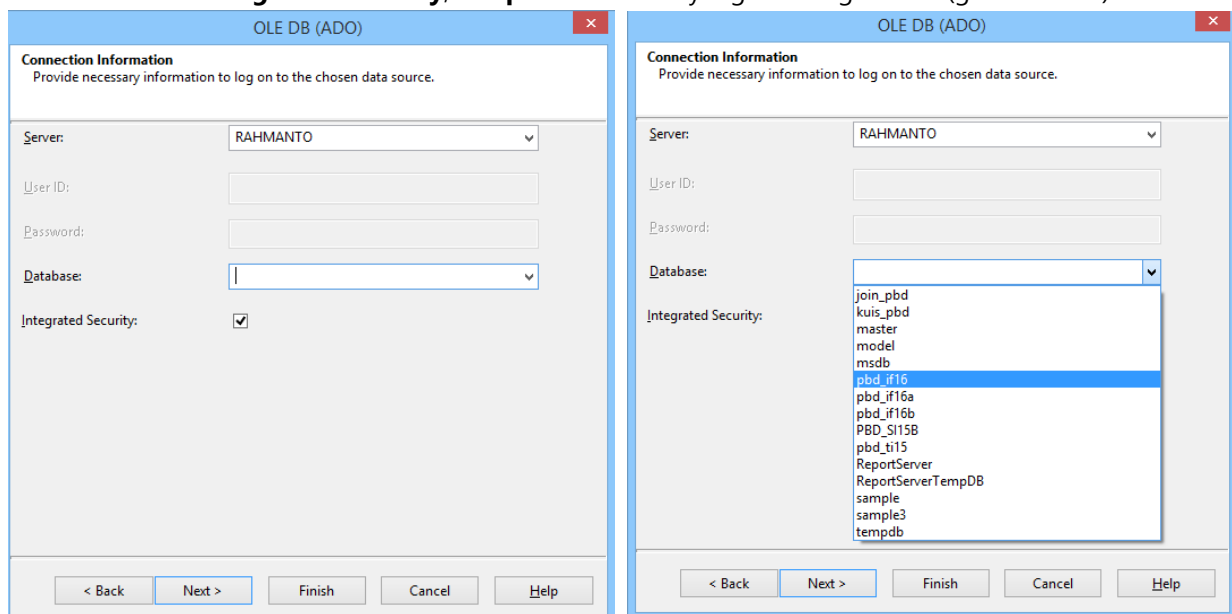 OLE DB (ADO)
Connection Information
Provide necessary information to log on to the chosen data source.
Server: RAHMANTO
User ID:
Password:
Database:
Integrated Security:
< Back Next > Finish Cancel Help
OLE DB (ADO)
Connection Information
Provide necessary information to log on to the chosen data source.
Server: RAHMANTO
User ID:
Password:
Database:
join_pbd
kuis_pbd
master
model
msdb
pbd_if16
pbd_if16a
pbd_if16b
PBD_SI15B
pbd_ti15
ReportServer
ReportServerTempDB
sample
sample3
tempdb
Integrated Security:
< Back Next > Finish Cancel Help